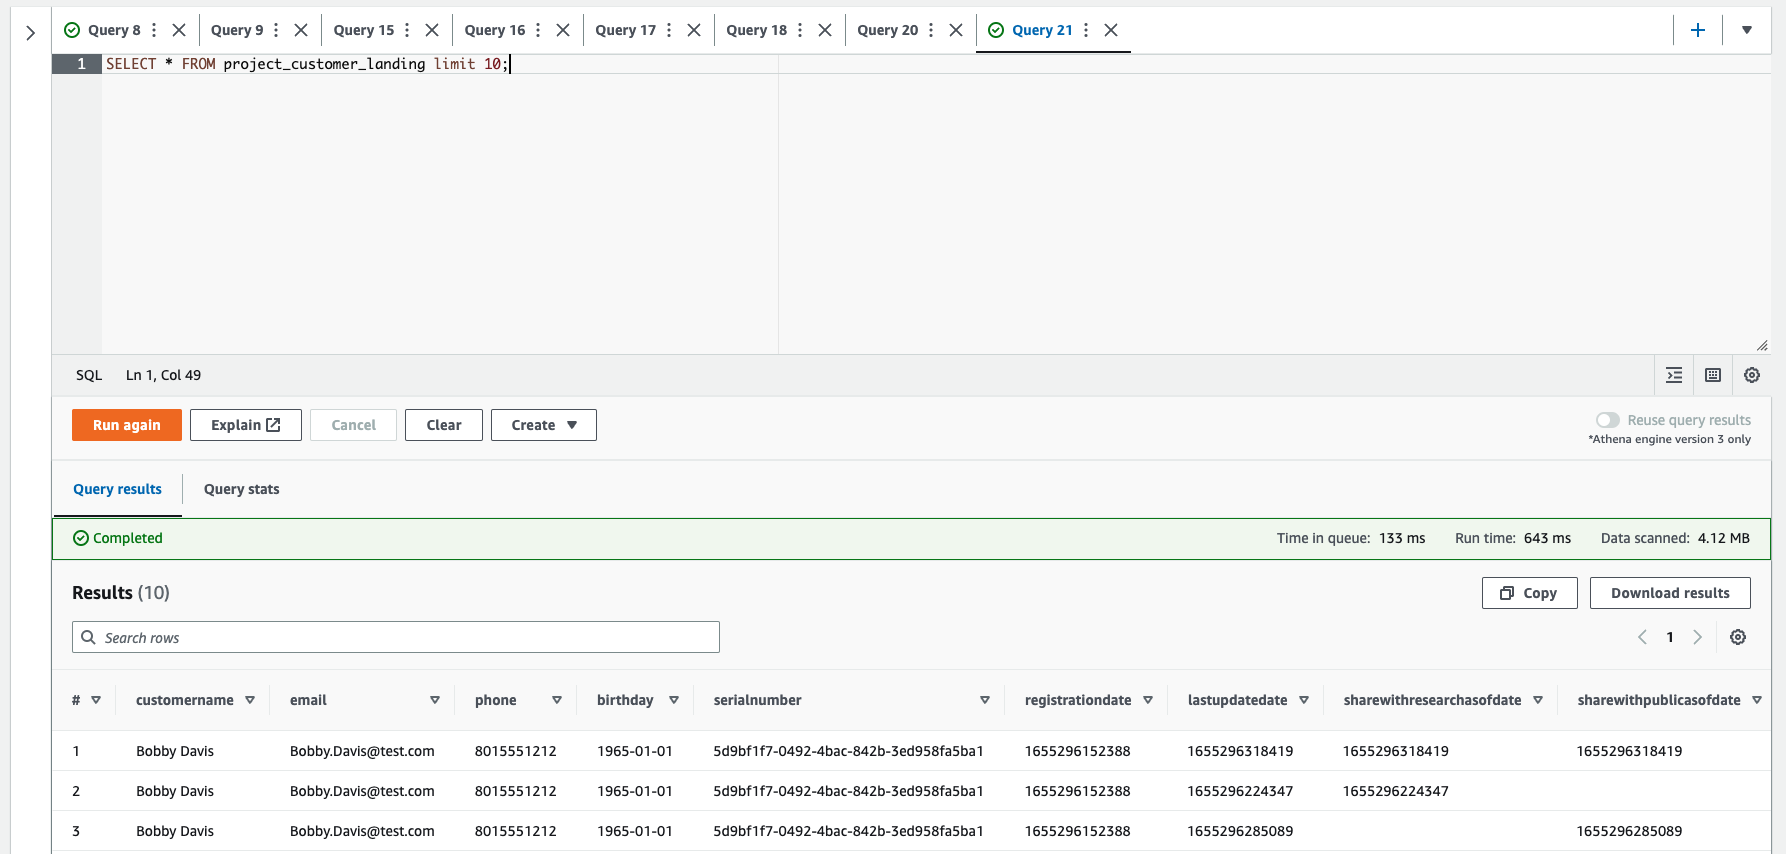 Query 8 Query 9 Query 15 Query 16 Query 17 Query 18 Query 20 Query 21
1 SELECT * FROM project_customer_landing limit 10;
SQL Ln 1, Col 49
Run again Explain Cancel Clear Create Reuse query results
*Athena engine version 3 only
Query results Query stats
Completed Time in queue: 133 ms Run time: 643 ms Data scanned: 4.12 MB
Results (10) Copy Download results
Search rows 1
# customername email phone birthday serialnumber registrationdate lastupdatedate sharewithresearchasofdate sharewithpublicasofdate
1 Bobby Davis Bobby.Davis@test.com 8015551212 1965-01-01 5d9bf1f7-0492-4bac-842b-3ed958fa5ba1 1655296152388 1655296318419 1655296318419 1655296318419
2 Bobby Davis Bobby.Davis@test.com 8015551212 1965-01-01 5d9bf1f7-0492-4bac-842b-3ed958fa5ba1 1655296152388 1655296224347 1655296224347
3 Bobby Davis Bobby.Davis@test.com 8015551212 1965-01-01 5d9bf1f7-0492-4bac-842b-3ed958fa5ba1 1655296152388 1655296285089 1655296285089